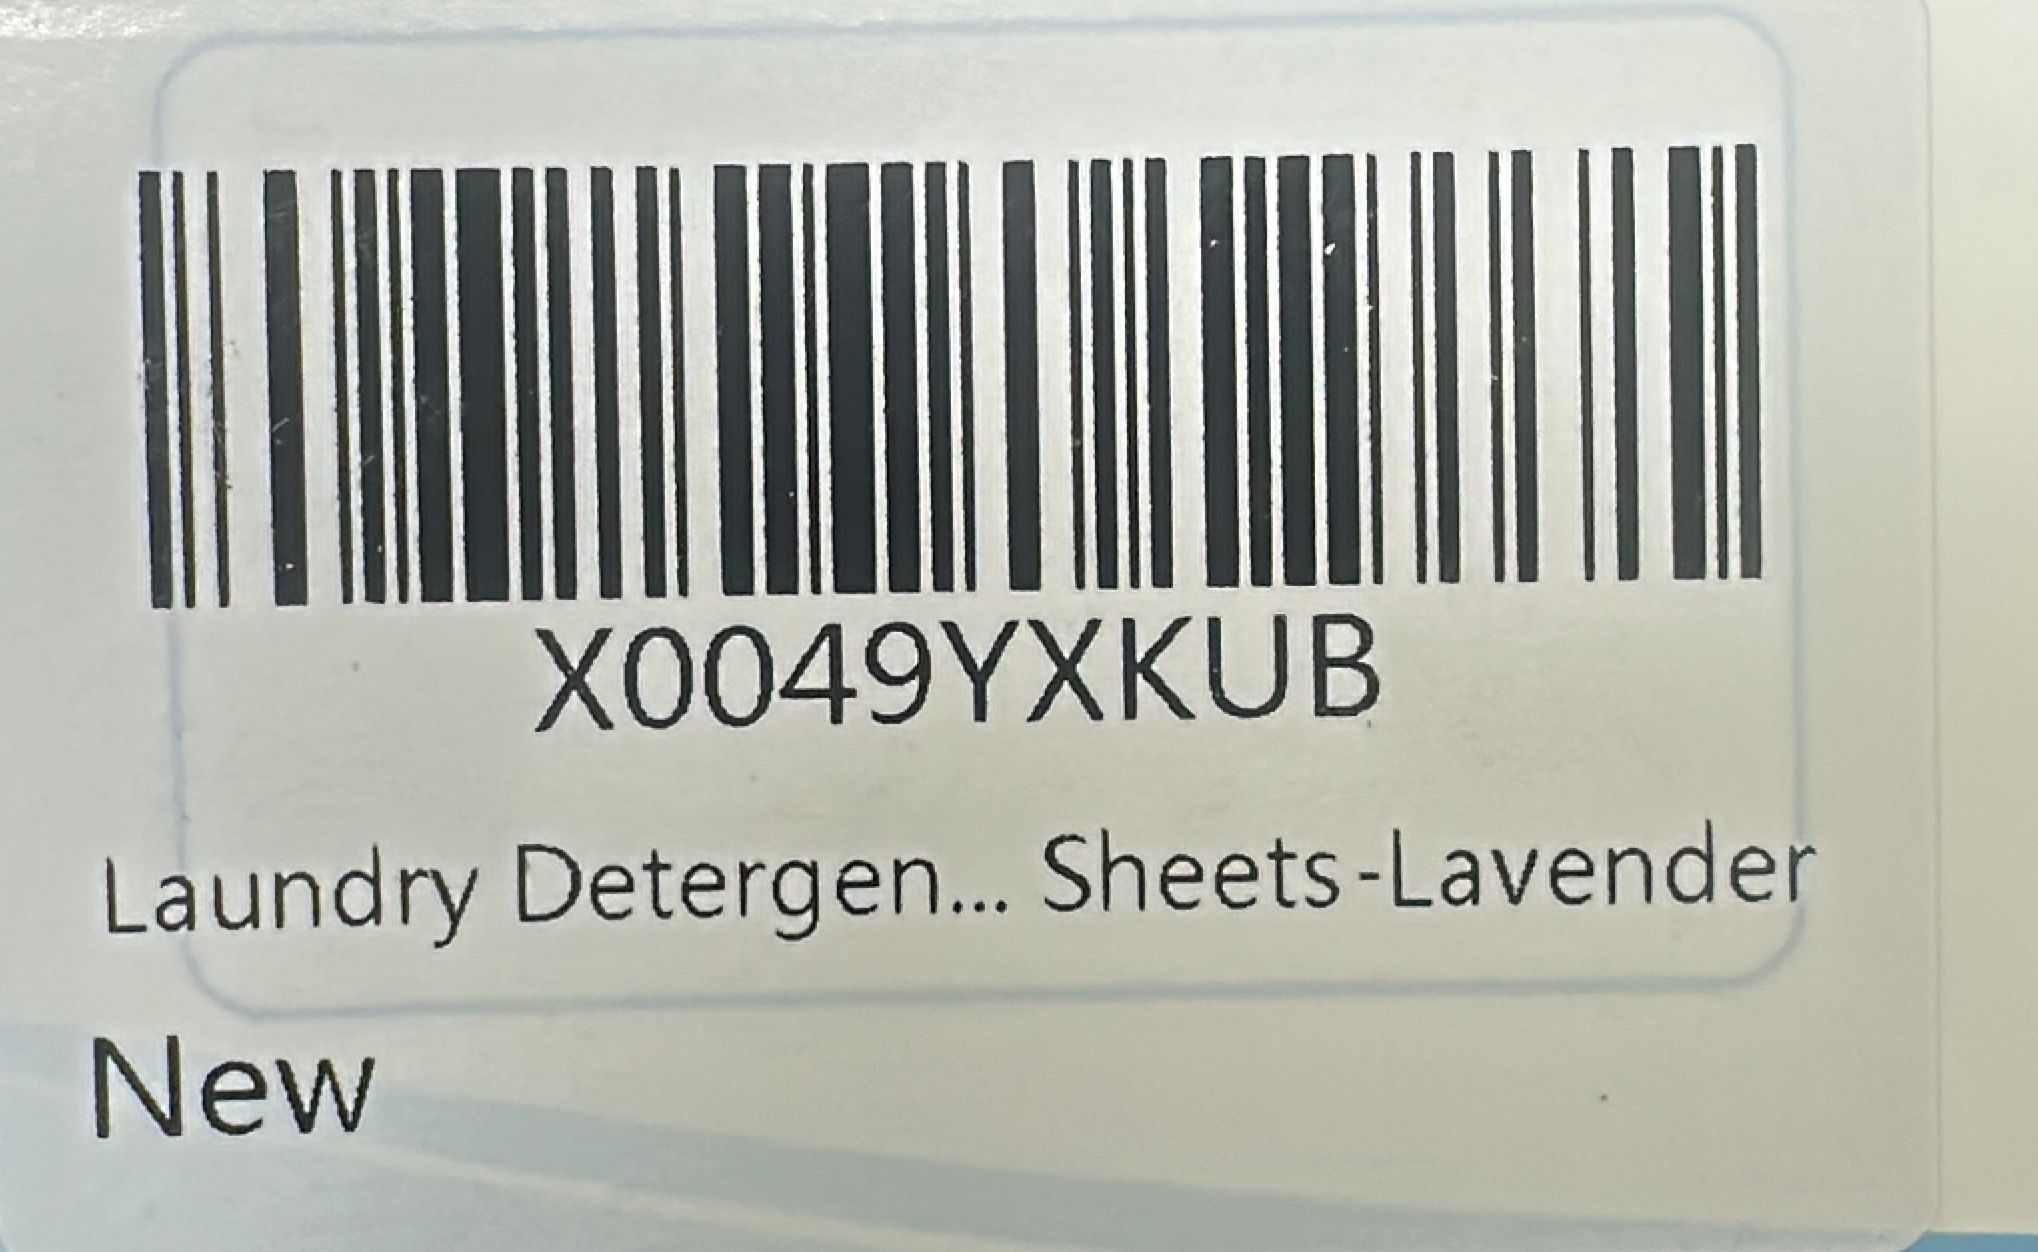 X0049YXKUB
Laundry Detergen... Sheets-Lavender
New